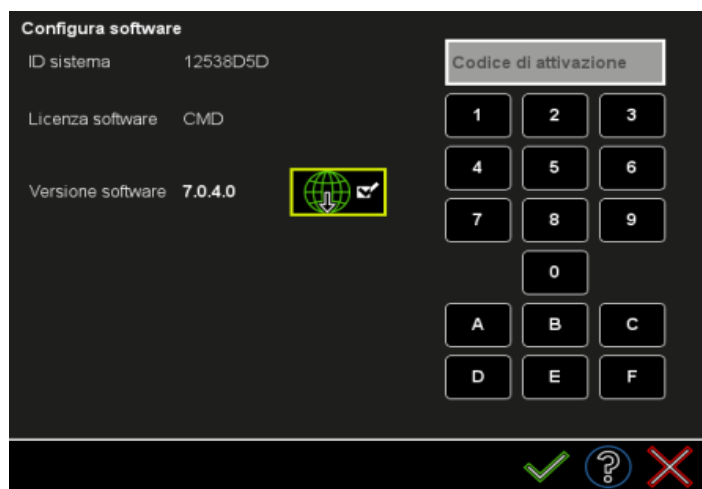 Configura software
ID sistema 12538D5D
Licenza software CMD
Versione software 7.0.4.0
Codice di attivazione
1 2 3
4 5 6
7 8 9
0
A B C
D E F
?